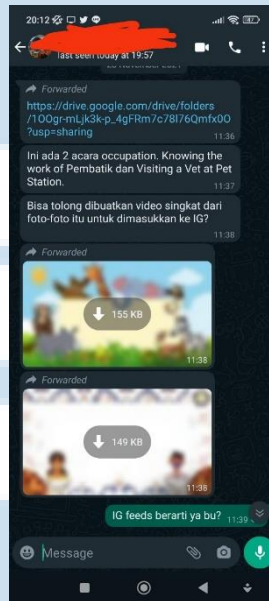 20:12
last seen today at 19:57
Forwarded
https://drive.google.com/drive/folders
/1OOgr-mLjk3k-p_4gFRm7c78l76Qmfx0O
?usp=sharing
11:36
Ini ada 2 acara occupation. Knowing the
work of Pembatik dan Visiting a Vet at Pet
Station.
11:37
Bisa tolong dibuatkan video singkat dari
foto-foto itu untuk dimasukkan ke IG?
11:38
Forwarded
155 KB
11:38
Forwarded
149 KB
11:38
IG feeds berarti ya bu?
11:39
Message